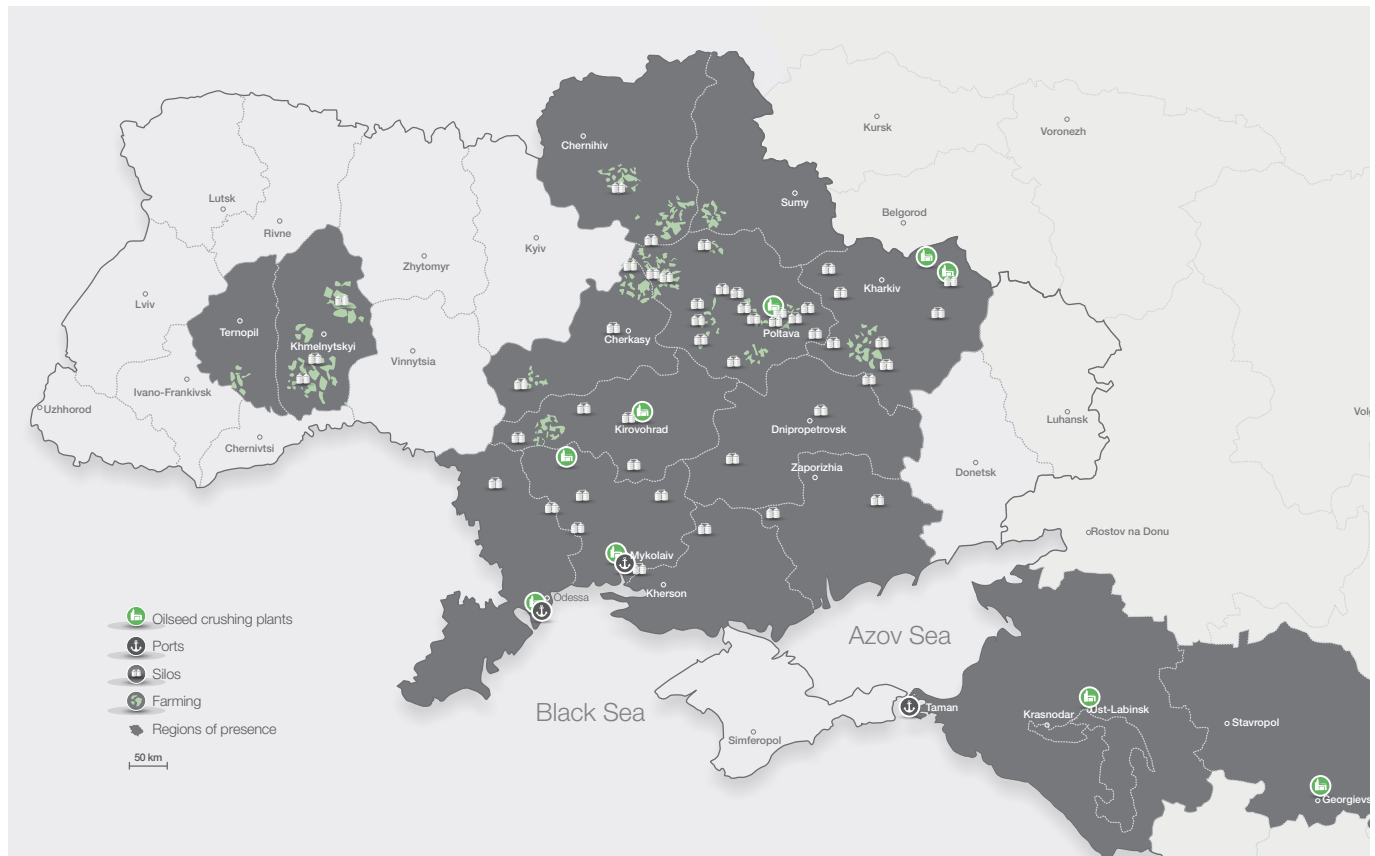 Kursk
Voronezh
Chernihiv
Sumy
Lutsk
Belgorod
Rivne
Kyiv
Zhytomyr
Kharkiv
Lviv
Ternopil
Khmelnytskyi
Cherkasy
Poltava
Vinnytsia
Ivano-Frankivsk
Uzhhorod
Luhansk
Kirovohrad
Dnipropetrovsk
Chernivtsi
Zaporizhia
Donetsk
Rostov na Donu
Mykolaiv
Kherson
Odessa
Oilseed crushing plants
Ports
Silos
Farming
Regions of presence
50 km
Azov Sea
Black Sea
Taman
Krasnodar
Ust-Labinsk
Stavropol
Simferopol
Georgievs